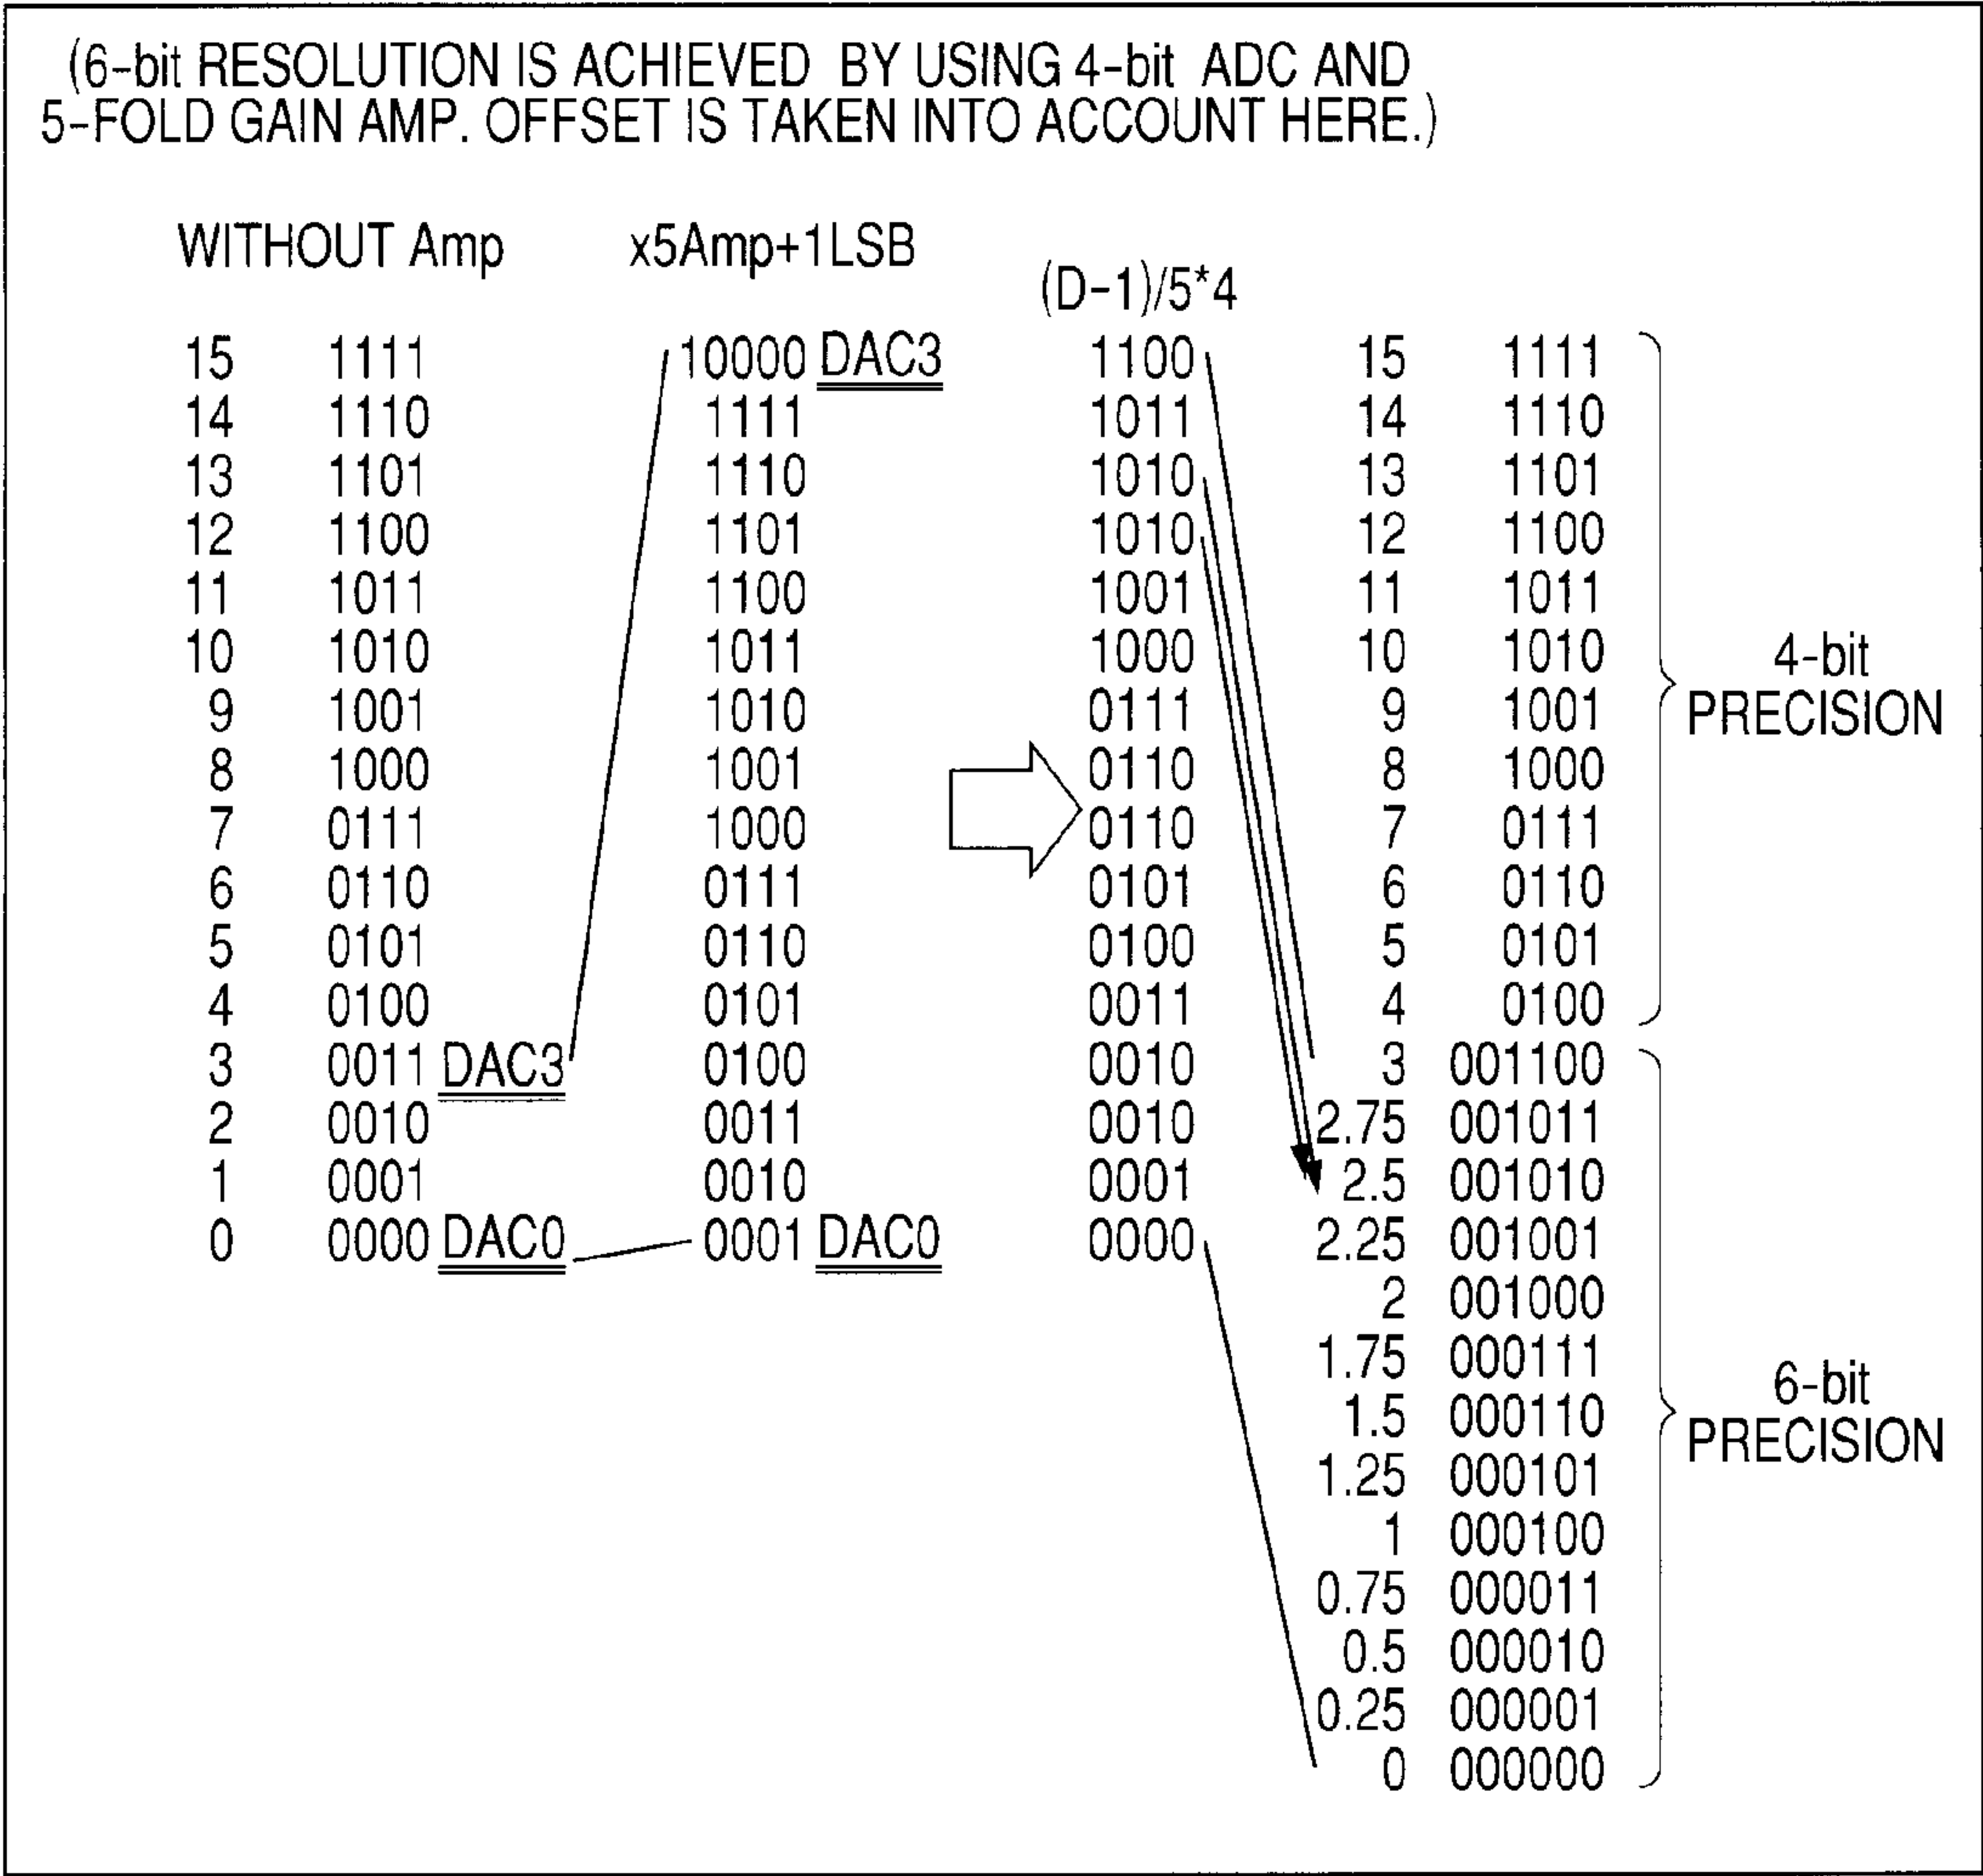 (6-bit RESOLUTION IS ACHIEVED BY USING 4-bit ADC AND
5-FOLD GAIN AMP. OFFSET IS TAKEN INTO ACCOUNT HERE.)
WITHOUT Amp x5Amp+1LSB
(D-1)/5*4
15 1111 10000 DAC3 1100 15 1111
14 1110 1111 1011 14 1110
13 1101 1110 1010 13 1101
12 1100 1101 1010 12 1100
11 1011 1100 1001 11 1011
10 1010 1011 1000 10 1010
9 1001 1010 0111 9 1001
8 1000 1001 0110 8 1000
7 0111 1000 0110 7 0111
6 0110 0111 0101 6 0110
5 0101 0110 0100 5 0101
4 0100 0101 0011 4 0100
4-bit
PRECISION
3 0011 DAC3 0100 0010 3 001100
2 0010 0011 0010 2.75 001011
1 0001 0010 0001 2.5 001010
0 0000 DAC0 0001 DAC0 0000 2.25 001001
2 001000
1.75 000111
1.5 000110
1.25 000101
1 000100
0.75 000011
0.5 000010
0.25 000001
0 000000
6-bit
PRECISION